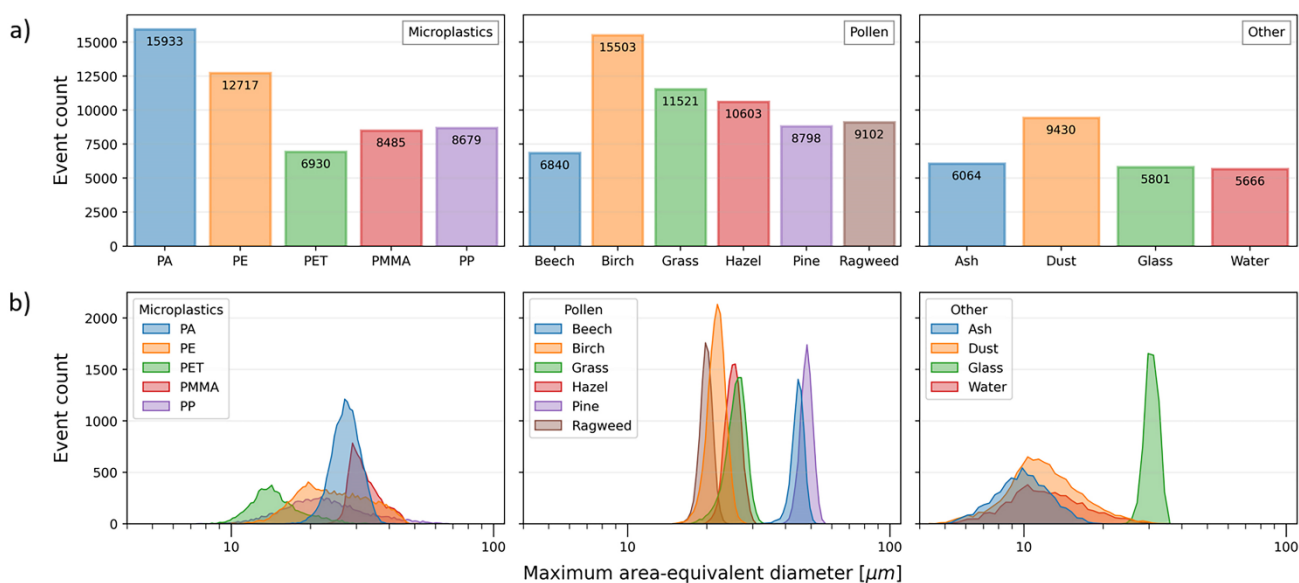 a)
Event count
15000
12500
10000
7500
5000
2500
0
Microplastics
15933
12717
6930
8485
8679
PA PE PET PMMA PP
Pollen
6840
15503
11521
10603
8798
9102
Beech Birch Grass Hazel Pine Ragweed
Other
6064
9430
5801
5666
Ash Dust Glass Water
b)
Event count
2000
1500
1000
500
0
Microplastics
PA
PE
PET
PMMA
PP
10 100
Pollen
Beech
Birch
Grass
Hazel
Pine
Ragweed
10 100
Other
Ash
Dust
Glass
Water
10 100
Maximum area-equivalent diameter [μm]